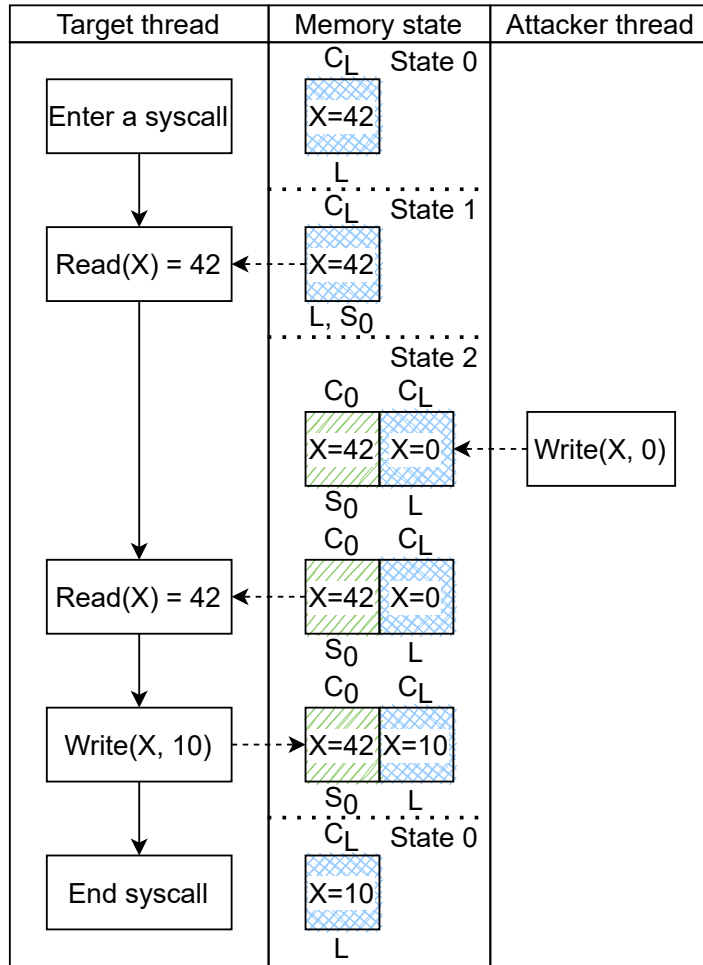 Target thread
Memory state
Attacker thread
C_L
State 0
Enter a syscall
X=42
L
State 1
C_L
Read(X) = 42
X=42
L, S_0
State 2
C_0
C_L
X=42
X=0
Write(X, 0)
S_0
L
C_0
C_L
Read(X) = 42
X=42
X=0
S_0
L
C_0
C_L
Write(X, 10)
X=42
X=10
S_0
L
State 0
C_L
End syscall
X=10
L